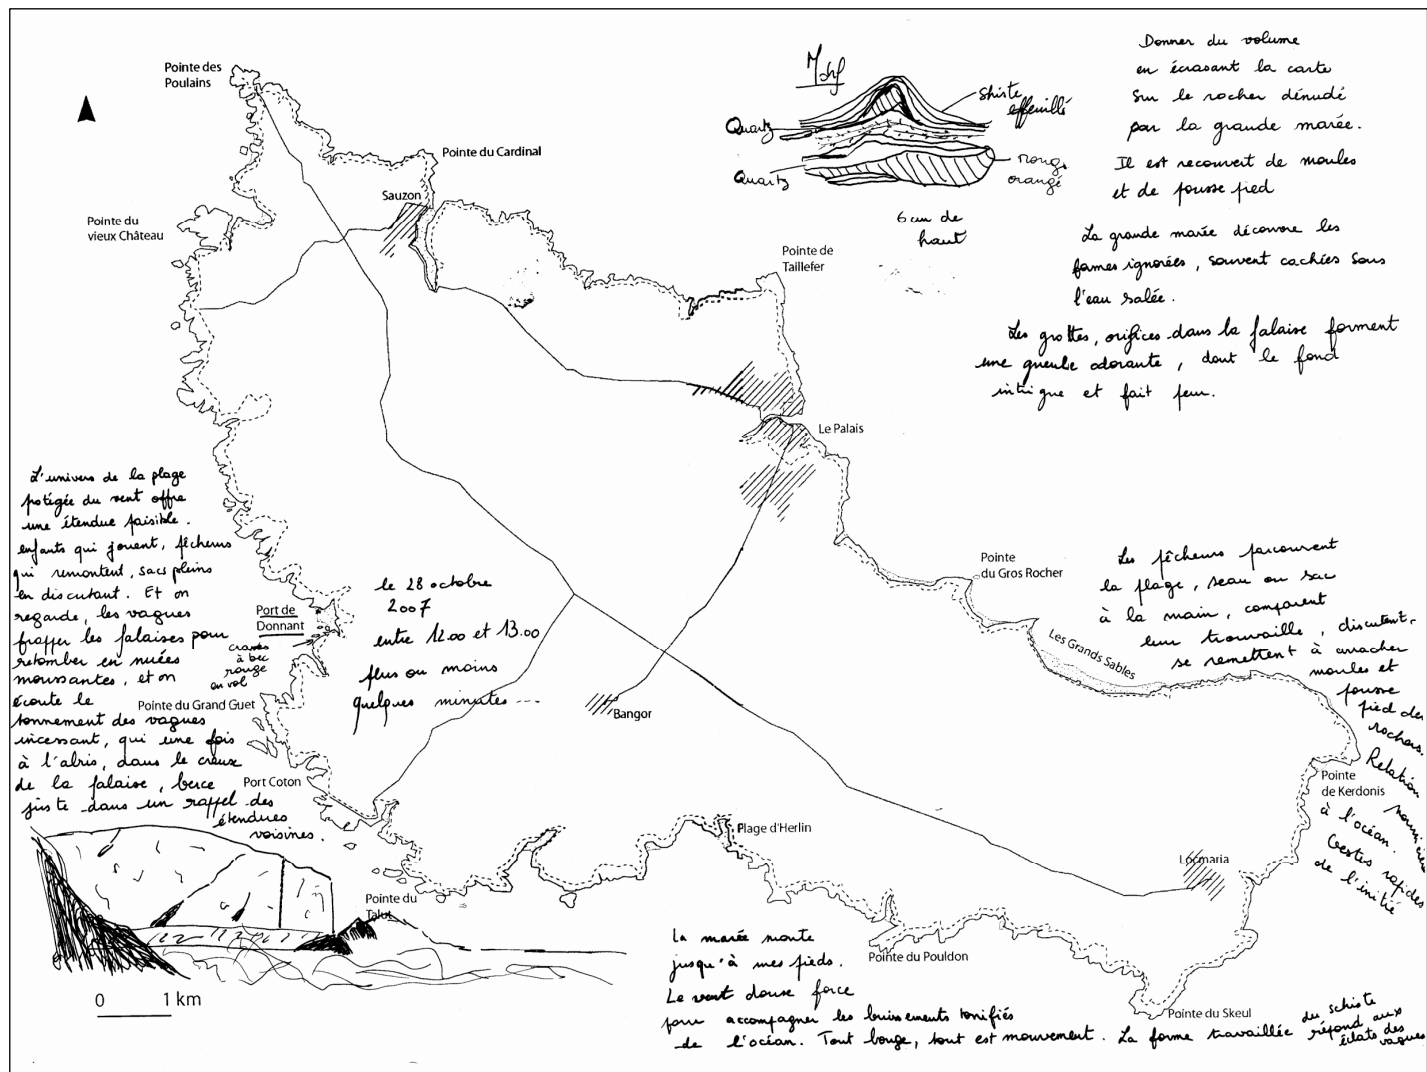 Pointe des
Poulains
Pointe du Cardinal
Sauzon
Pointe du
vieux Château
Pointe de
Taillefer
Le Palais
Pointe
du Gros Rocher
Les Grands Sables
Port de
Donnant
Pointe du Grand Guet
Port Coton
Bangor
Plage d'Herlin
Pointe
de Kerdonis
Locmaria
Pointe du
Talut
Pointe du Pouldon
Pointe du Skeul
0 1 km
Quartz
Quartz
shiste
effeuillé
rouge
orangé
6 cm de
haut
Donner du volume
en écrasant la carte
sur le rocher dénudé
par la grande marée.
Il est recouvert de moules
et de pousse pied
La grande marée découvre les
formes ignorées, souvent cachées sous
l'eau salée.
Les grottes, orifices dans la falaise forment
une gueule odorante, dont le fond
intrigue et fait peur.
L'univers de la plage
potégée du vent offre
une étendue paisible.
enfants qui jouent, pêcheurs
qui remontent, sacs pleins
en discutant. Et on
regarde, les vagues
frapper les falaises pour
retomber en nuées
moussantes, et on
écoute le
tonnement des vagues
incessant, qui une fois
à l'abris, dans le creux
de la falaise, berce
juste dans un rappel des
étendues
voisines.
à bec
rouge
en vol
le 28 octobre
2007
entre 12.00 et 13.00
plus ou moins
quelques minutes ---
Les pêcheurs parcourent
la plage, seau ou sac
à la main, comparent
leur trouvaille, discutent,
se remettent à arracher
moules et
pousse
pied des
rochers.
Relation
à l'océan.
Gestes rapides
de l'initié
La marée monte
jusqu'à mes pieds.
Le vent donne force
pour accompagner les bruissements tonifiés
de l'océan. Tout bouge, tout est mouvement. La forme travaillée du schiste
répond aux
éclats des
vagues